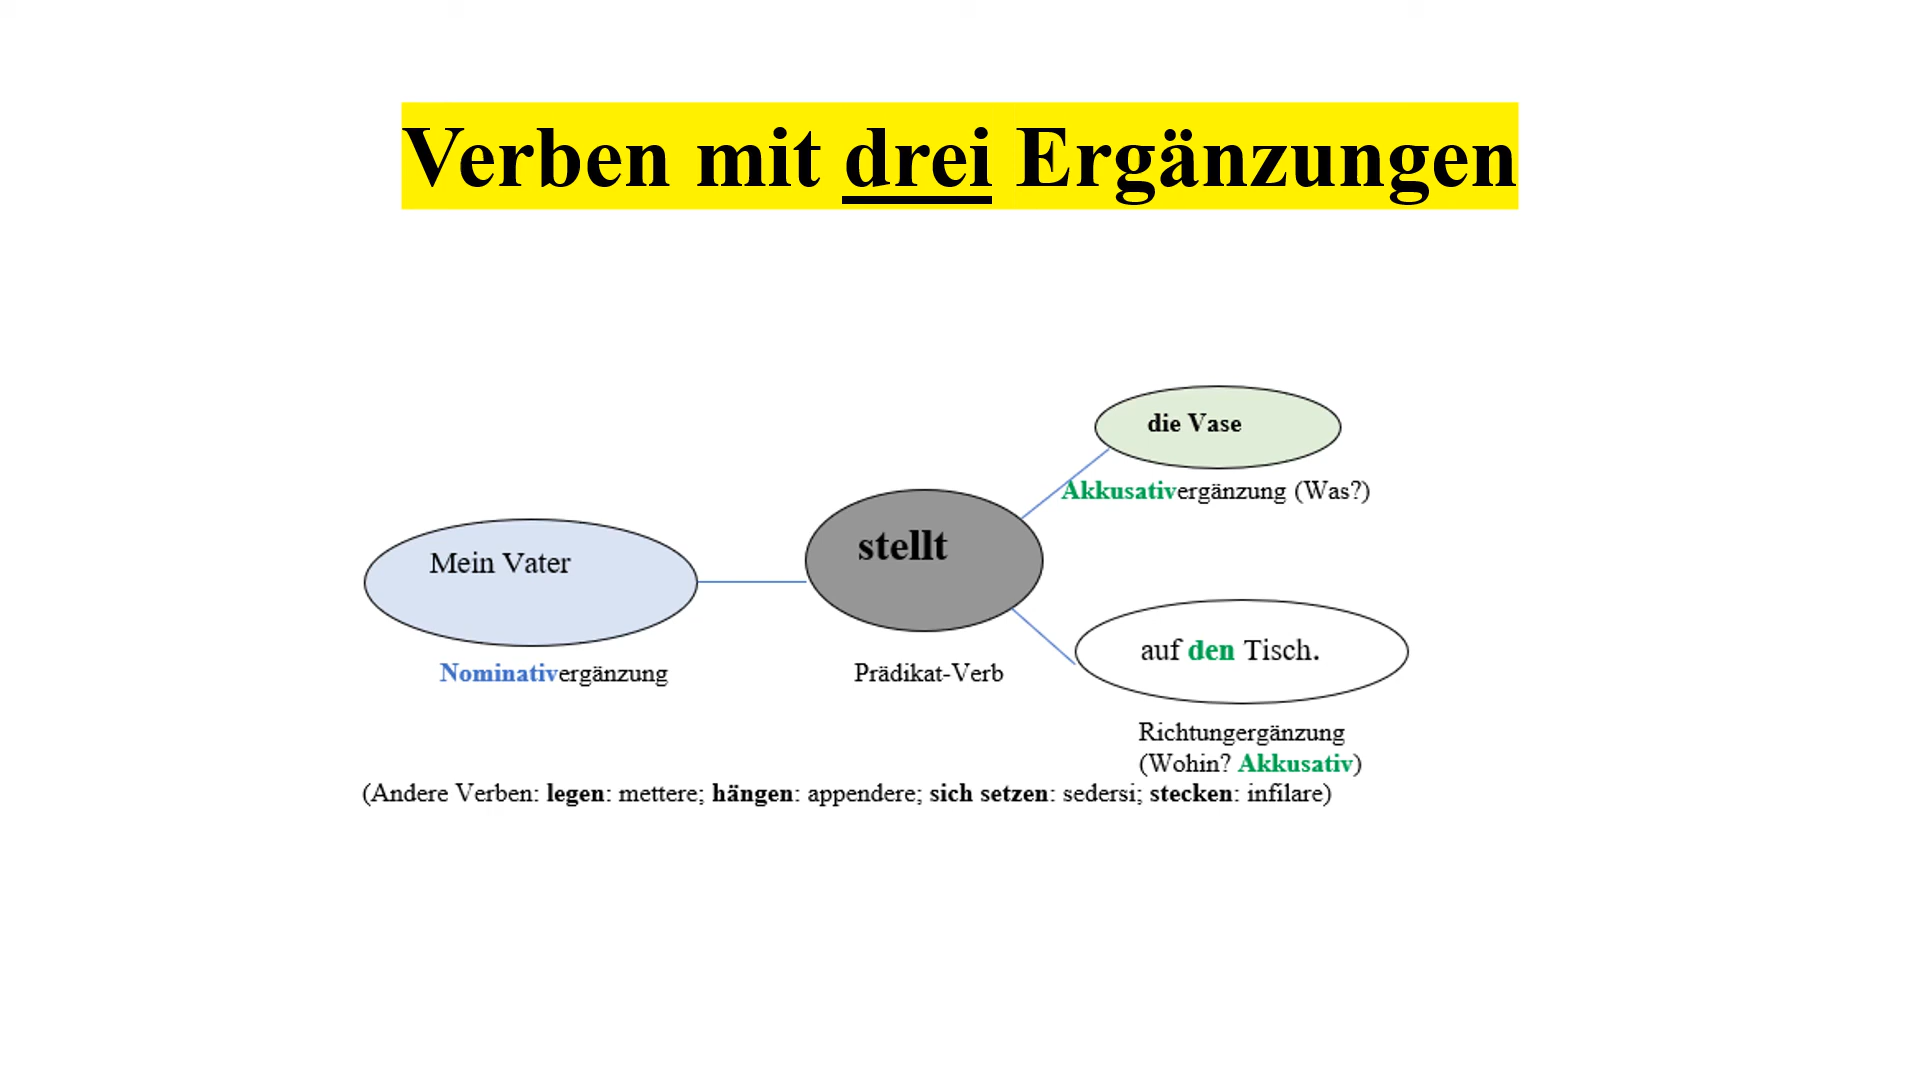 Verben mit drei Ergänzungen
die Vase
Akkusativergänzung (Was?)
stellt
Mein Vater
auf den Tisch.
Nominativergänzung
Prädikat-Verb
Richtungergänzung
(Wohin? Akkusativ)
(Andere Verben: legen: mettere; hängen: appendere; sich setzen: sedersi; stecken: infilare)